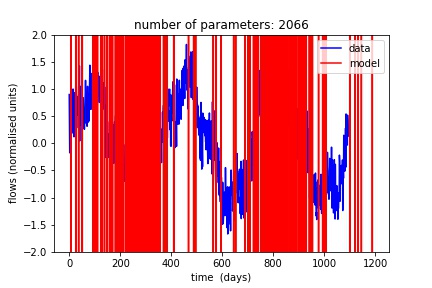 number of parameters: 2066
2.0
1.5
1.0
0.5
0.0
−0.5
−1.0
−1.5
−2.0
flows (normalised units)
data
model
0 200 400 600 800 1000 1200
time (days)